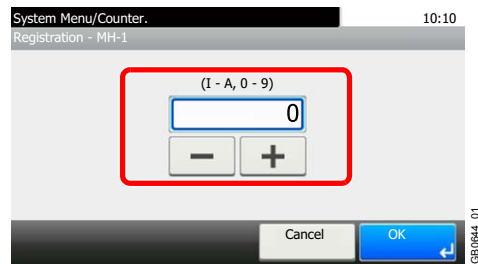 System Menu/Counter. 10:10
Registration - MH-1
(I - A, 0 - 9)
0
− +
Cancel OK
GB0644_01